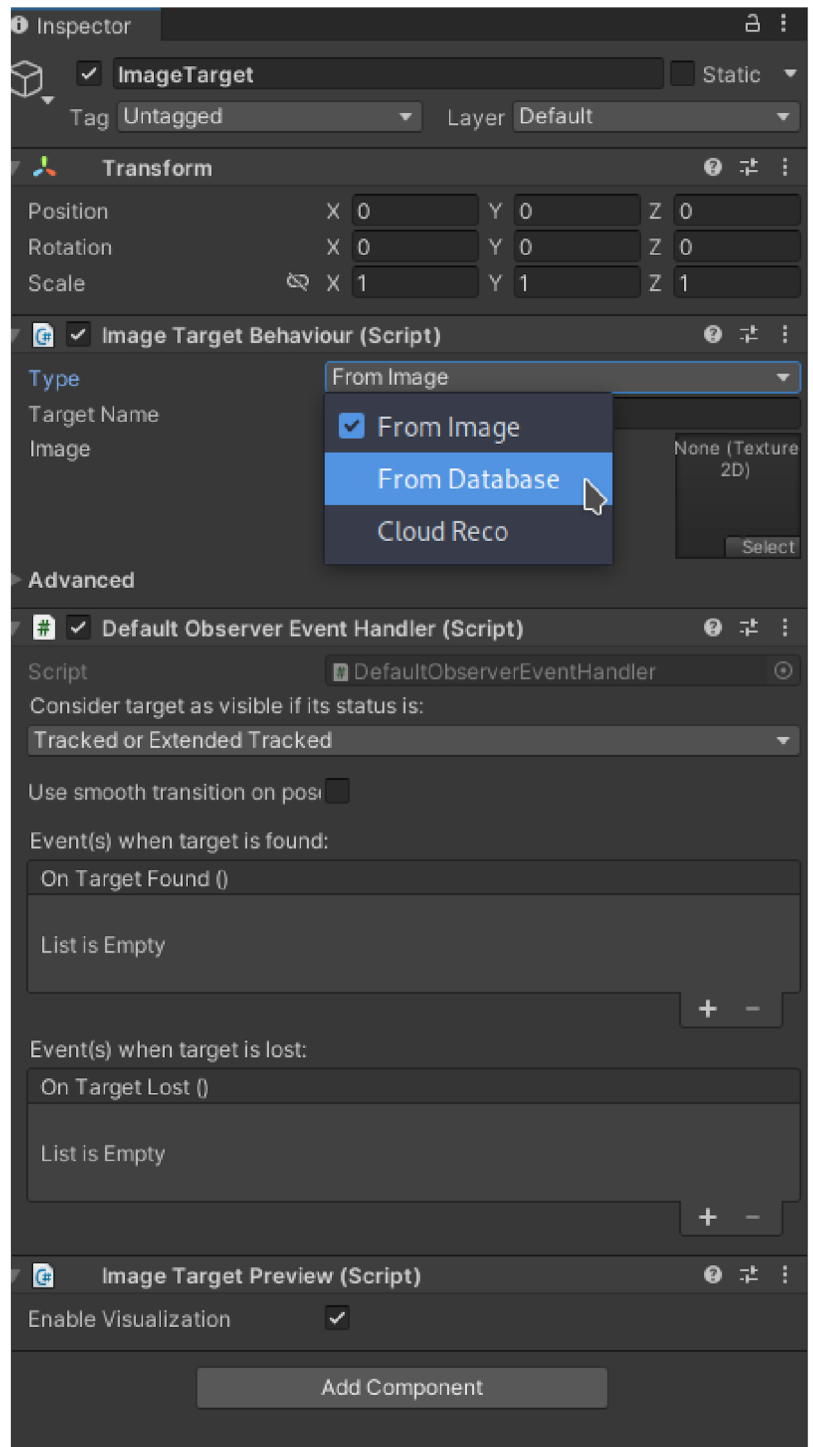 Inspector
ImageTarget Static
Tag Untagged Layer Default
Transform
Position X 0 Y 0 Z 0
Rotation X 0 Y 0 Z 0
Scale X 1 Y 1 Z 1
Image Target Behaviour (Script)
Type From Image
Target Name
From Image
Image
None (Texture
2D)
From Database
Cloud Reco
Select
Advanced
Default Observer Event Handler (Script)
Script DefaultObserverEventHandler
Consider target as visible if its status is:
Tracked or Extended Tracked
Use smooth transition on pos
Event(s) when target is found:
On Target Found ()
List is Empty
+ −
Event(s) when target is lost:
On Target Lost ()
List is Empty
+ −
Image Target Preview (Script)
Enable Visualization
Add Component